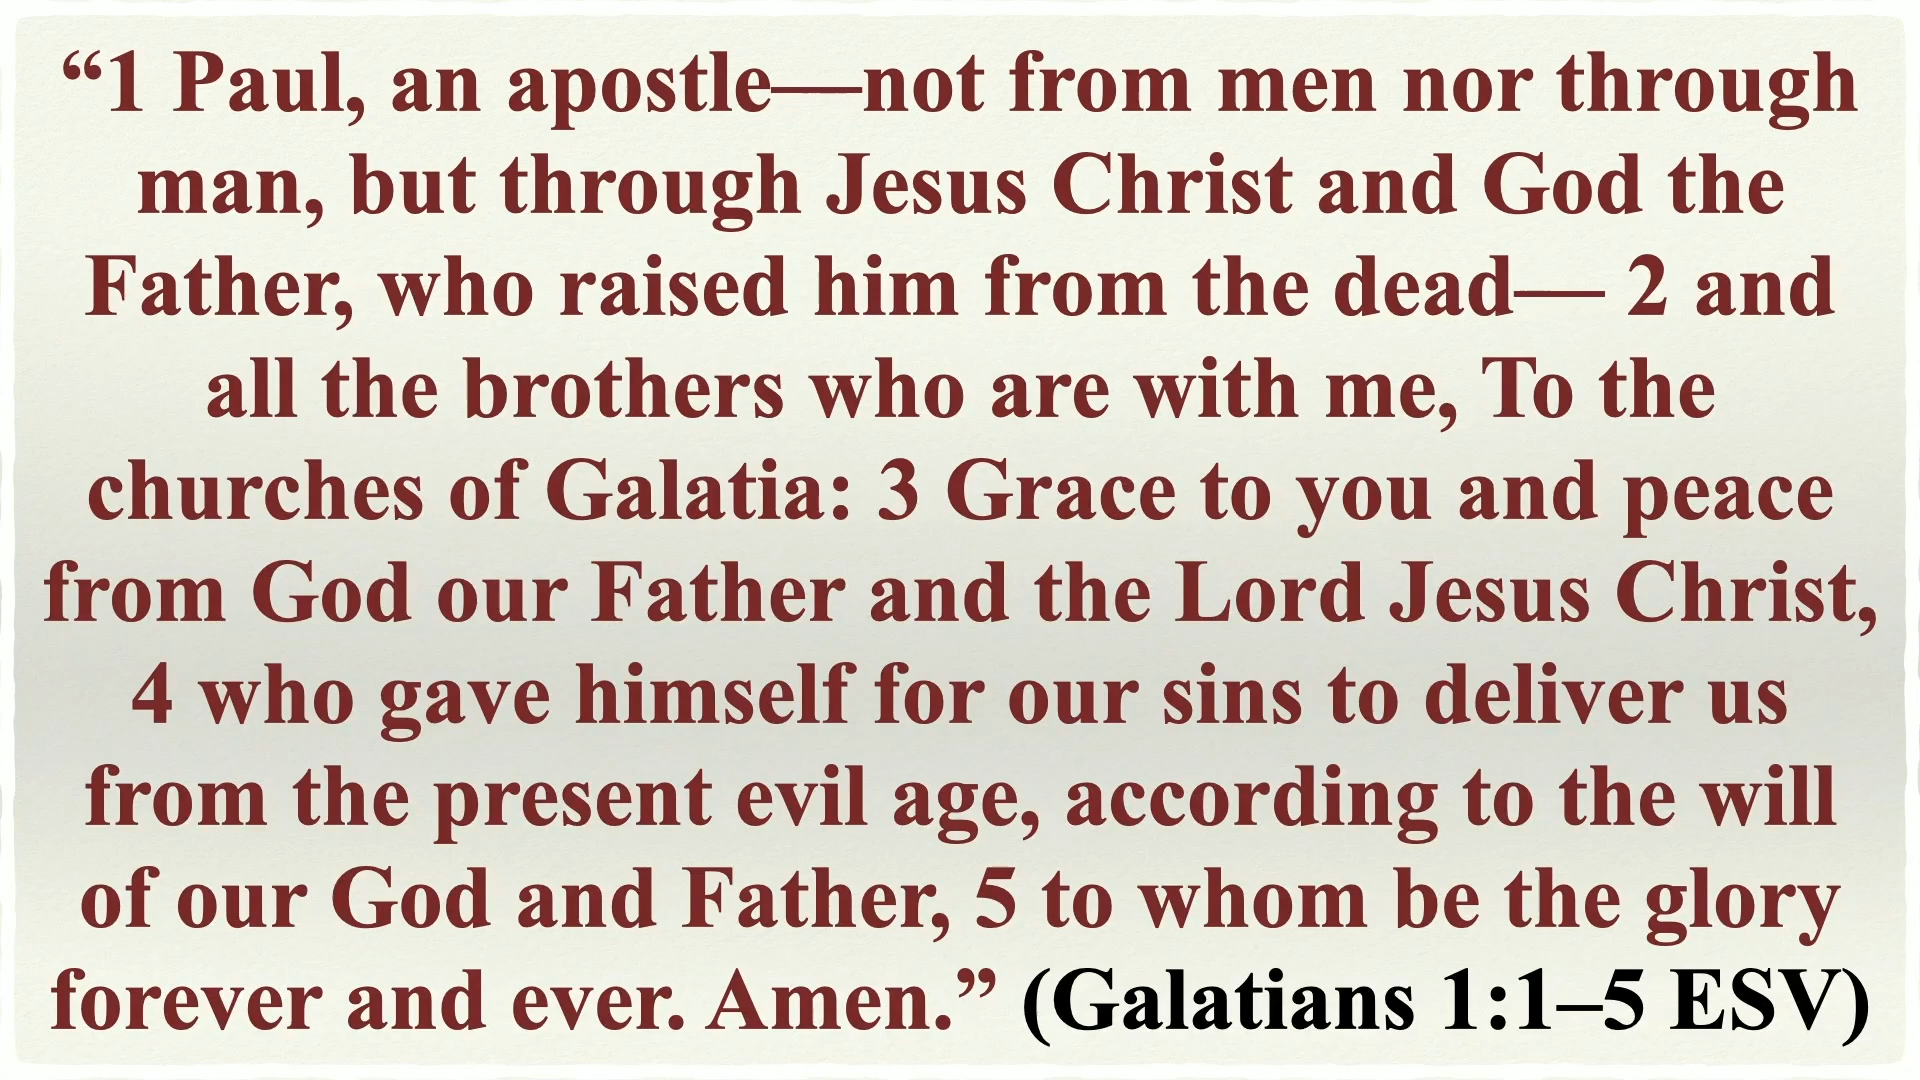 “1 Paul, an apostle—not from men nor through
man, but through Jesus Christ and God the
Father, who raised him from the dead— 2 and
all the brothers who are with me, To the
churches of Galatia: 3 Grace to you and peace
from God our Father and the Lord Jesus Christ,
4 who gave himself for our sins to deliver us
from the present evil age, according to the will
of our God and Father, 5 to whom be the glory
forever and ever. Amen.” (Galatians 1:1–5 ESV)